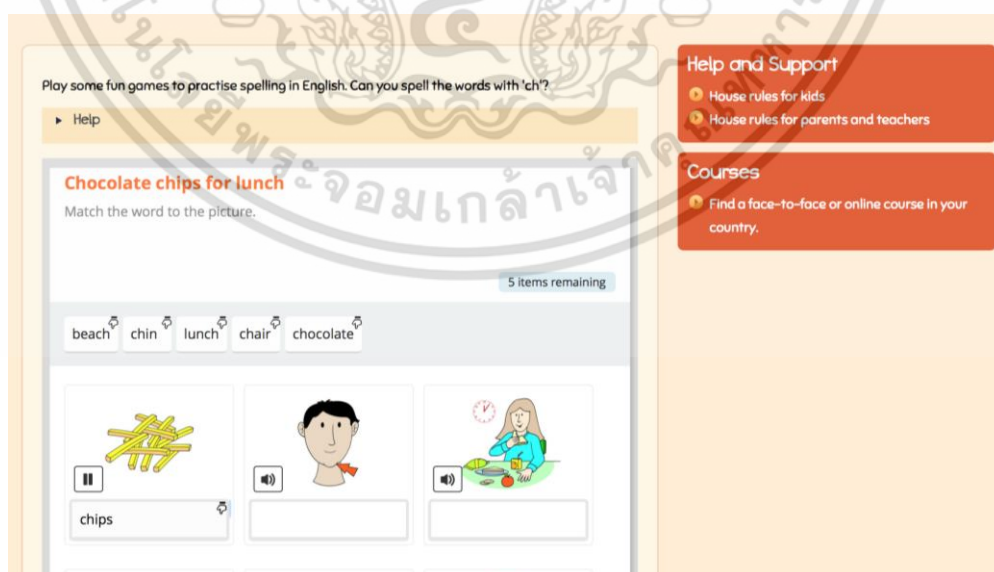 Play some fun games to practise spelling in English. Can you spell the words with 'ch'?
Help
Chocolate chips for lunch
Match the word to the picture.
5 items remaining
beach chin lunch chair chocolate
chips
Help and Support
House rules for kids
House rules for parents and teachers
Courses
Find a face-to-face or online course in your
country.